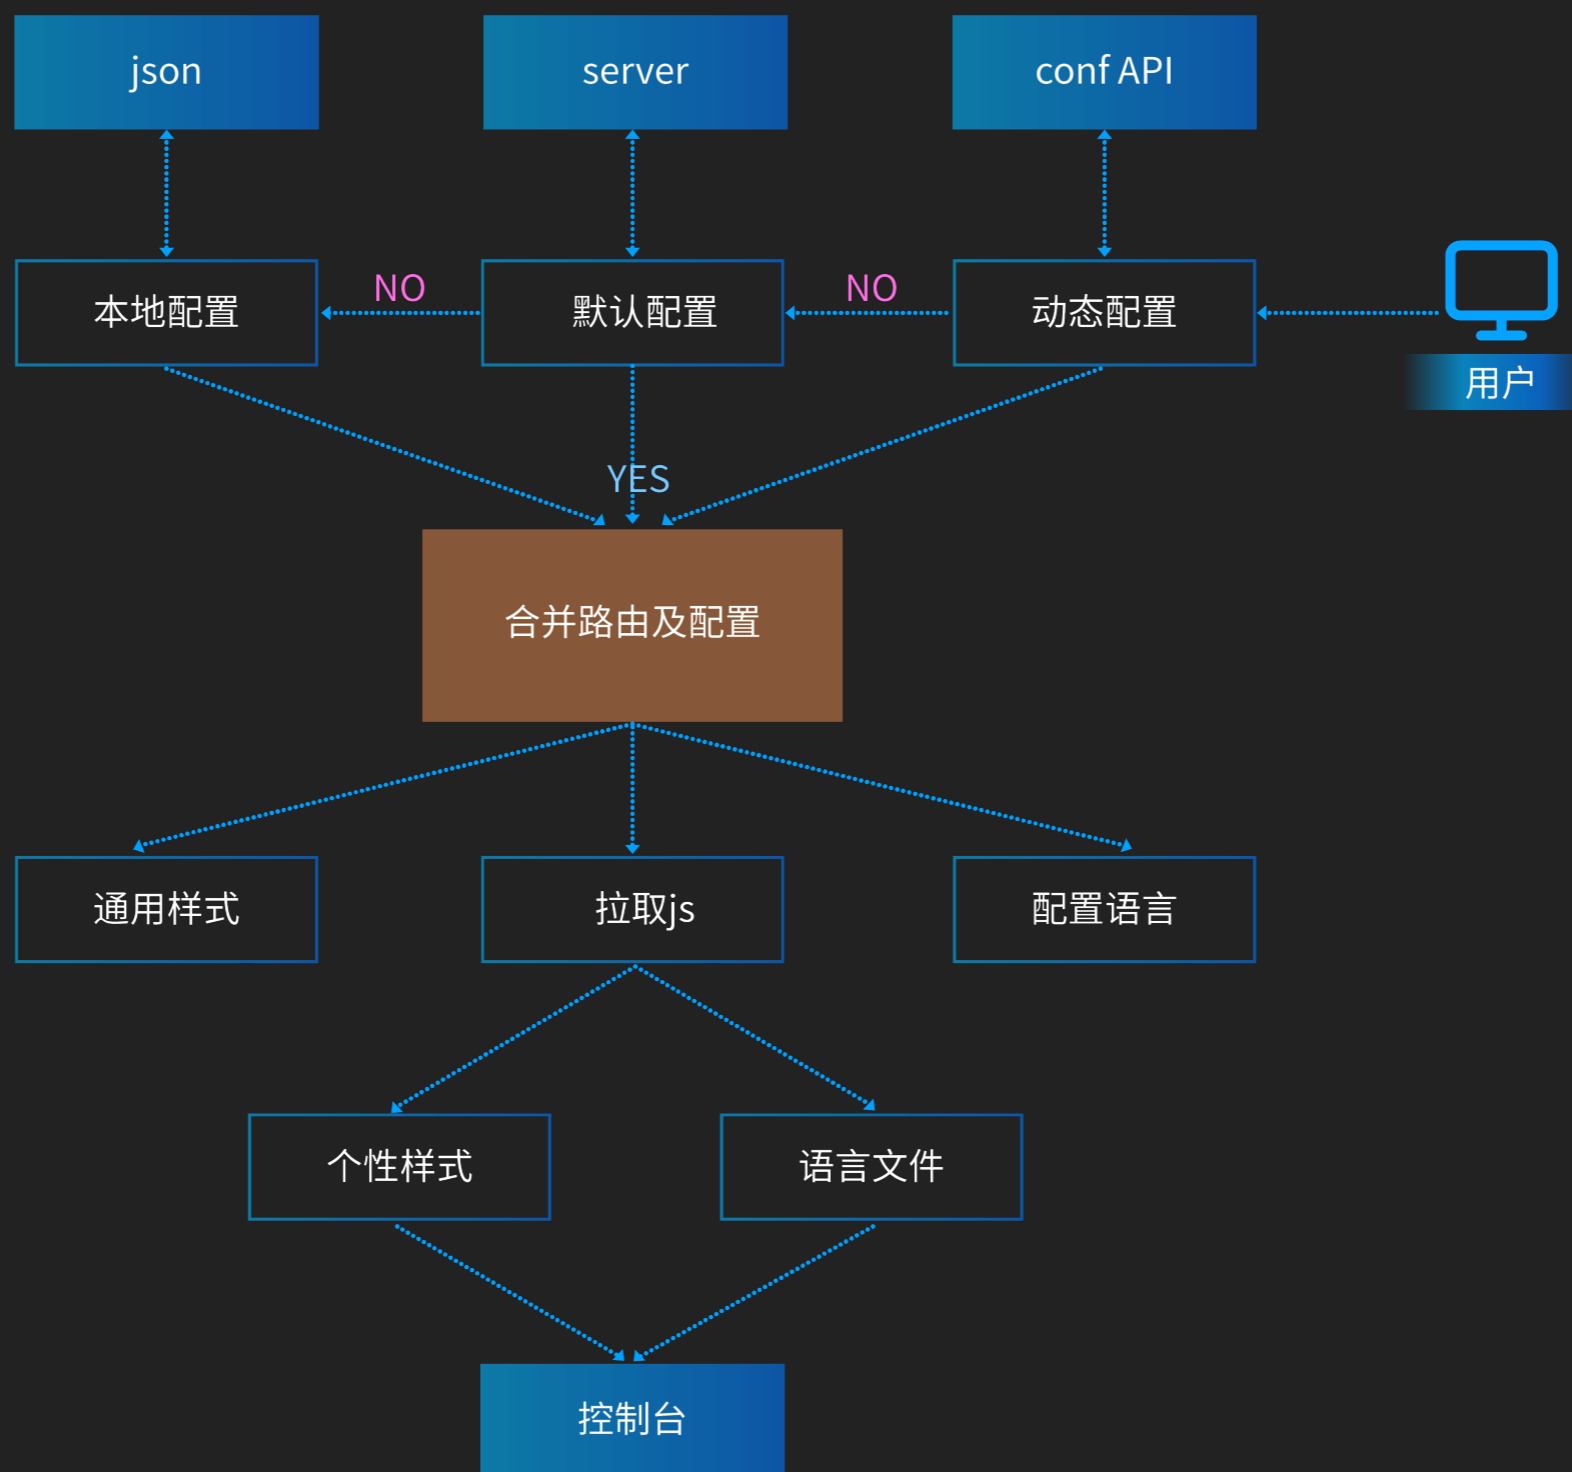 json
server
conf API
本地配置
NO
默认配置
NO
动态配置
用户
YES
合并路由及配置
通用样式
拉取js
配置语言
个性样式
语言文件
控制台